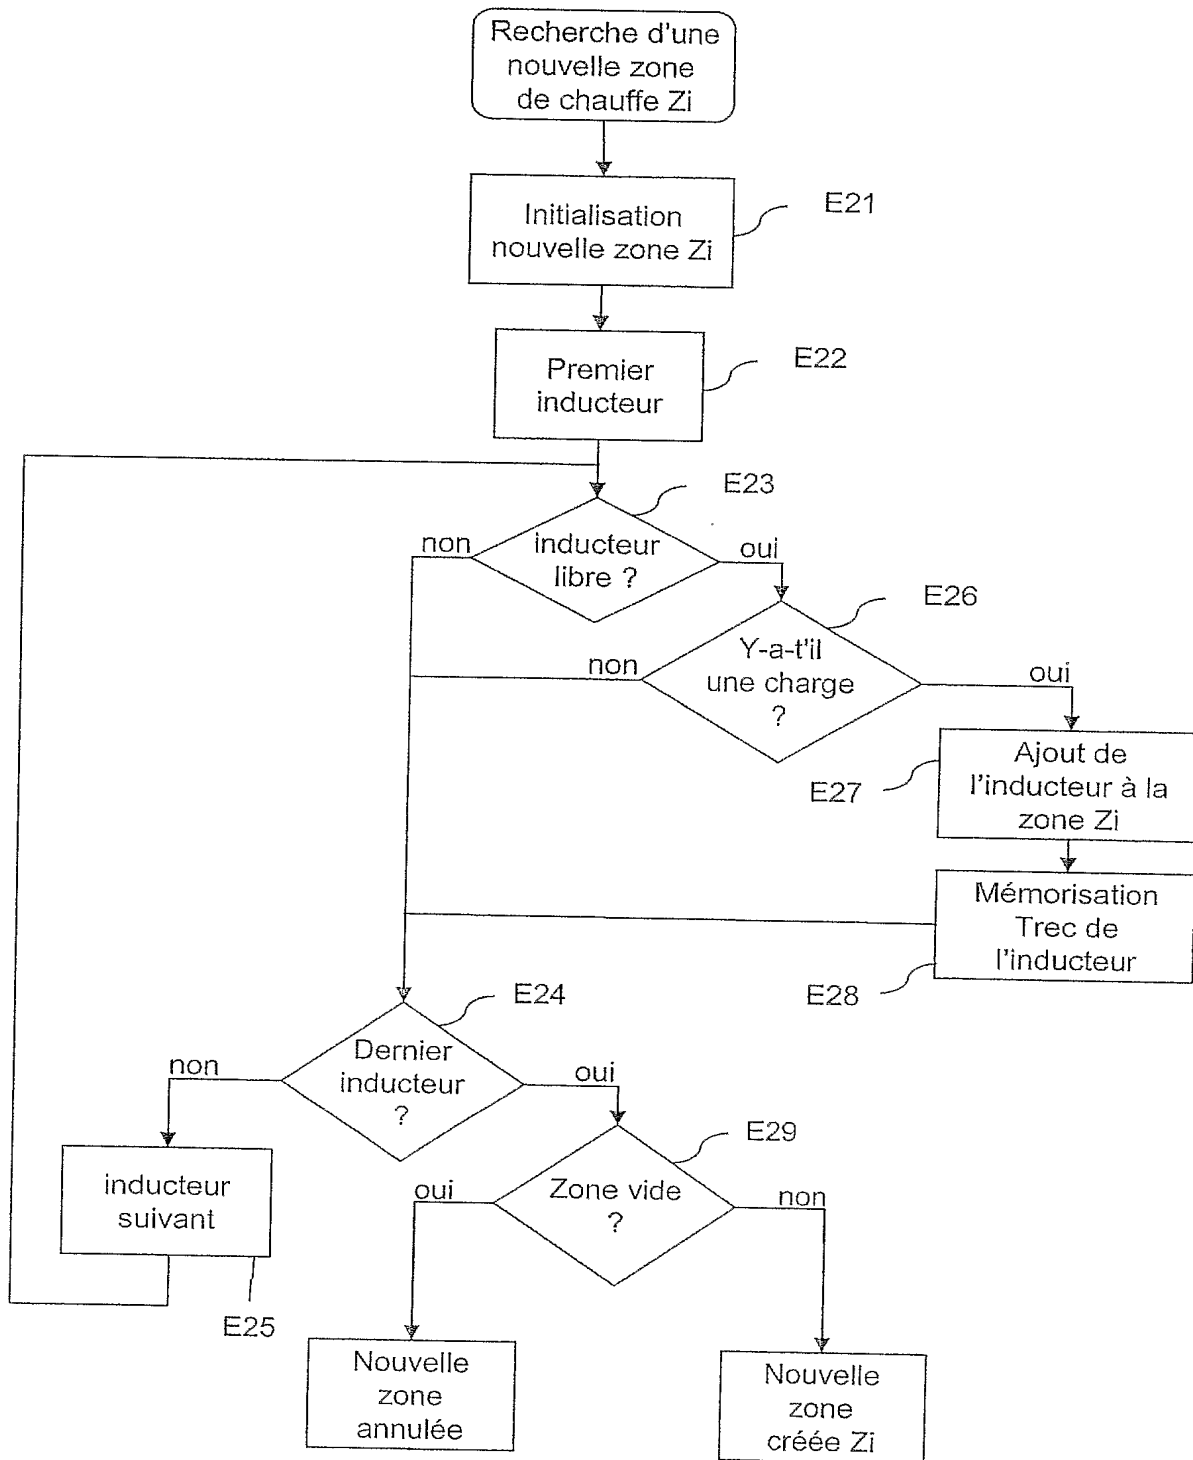 Recherche d'une
nouvelle zone
de chauffe Zi
Initialisation
nouvelle zone Zi
E21
Premier
inducteur
E22
E23
non
inducteur
libre ?
oui
E26
non
Y-a-t'il
une charge
?
oui
Ajout de
l'inducteur à la
zone Zi
E27
Mémorisation
Trec de
l'inducteur
E28
E24
non
Dernier
inducteur
?
oui
E29
inducteur
suivant
E25
oui
Zone vide
?
non
Nouvelle
zone
annulée
Nouvelle
zone
créée Zi